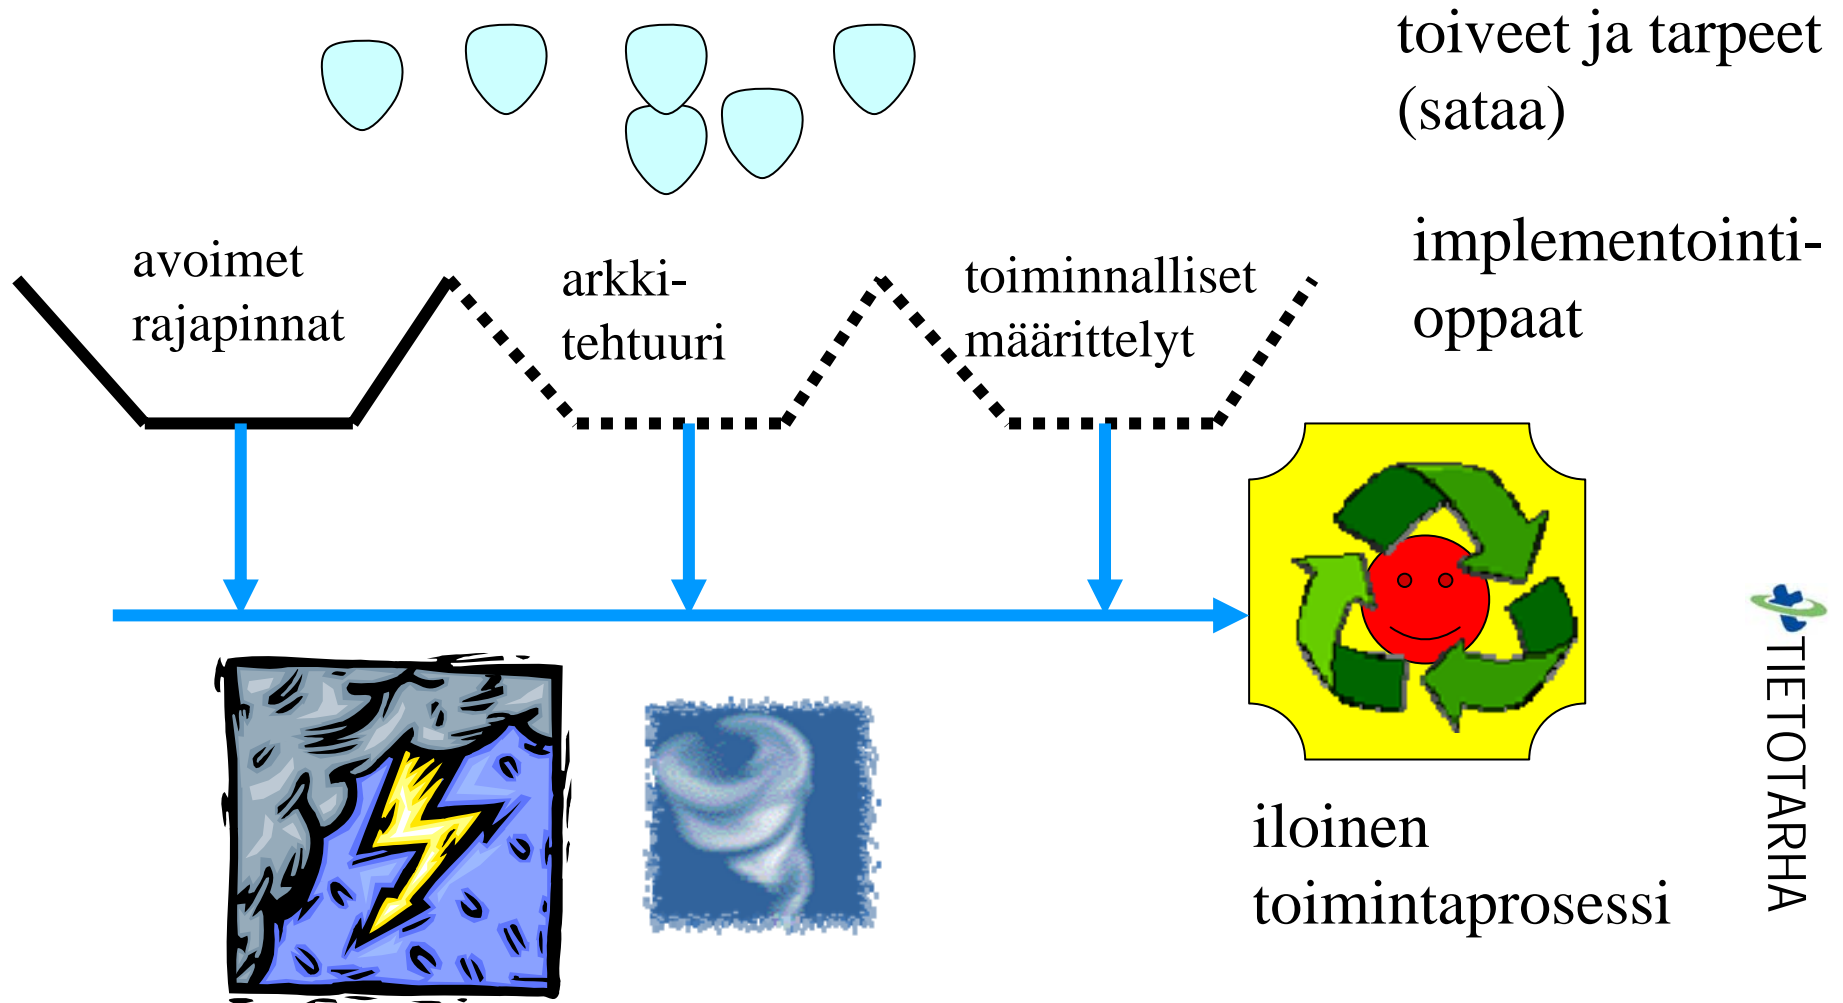 toiveet ja tarpeet
(sataa)
avoimet
rajapinnat
arkki-
tehtuuri
toiminnalliset
määrittelyt
implementointi-
oppaat
iloinen
toimintaprosessi
TIETOTARHA